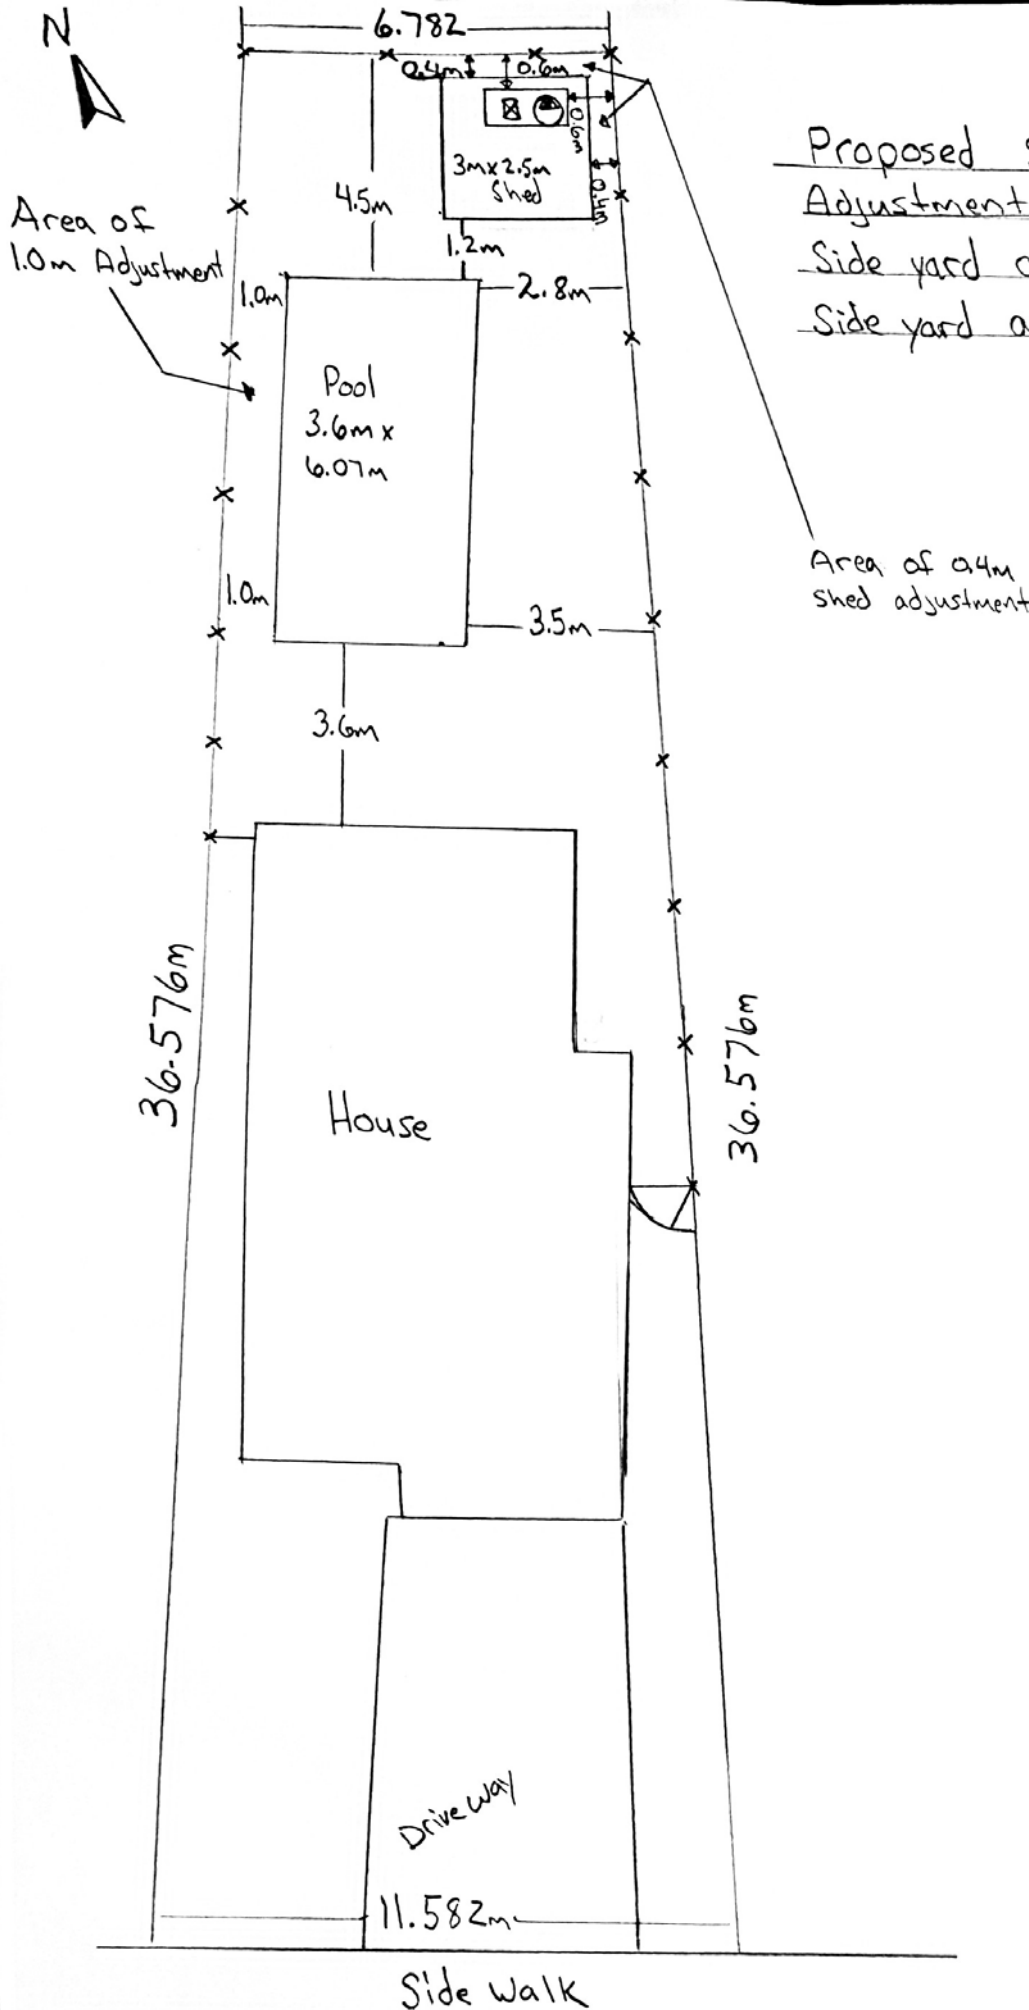 N
6.782
0.4m
0.6m
0.6m
3mx2.5m
Shed
0.4m
Proposed
Adjustment
Side yard
Side yard
4.5m
Area of
1.0m Adjustment
1.2m
1.0m
2.8m
Pool
3.6m x
6.07m
Area of 0.4m
shed adjustment
1.0m
3.5m
3.6m
36.576m
36.576m
House
Drive Way
11.582m
Side Walk